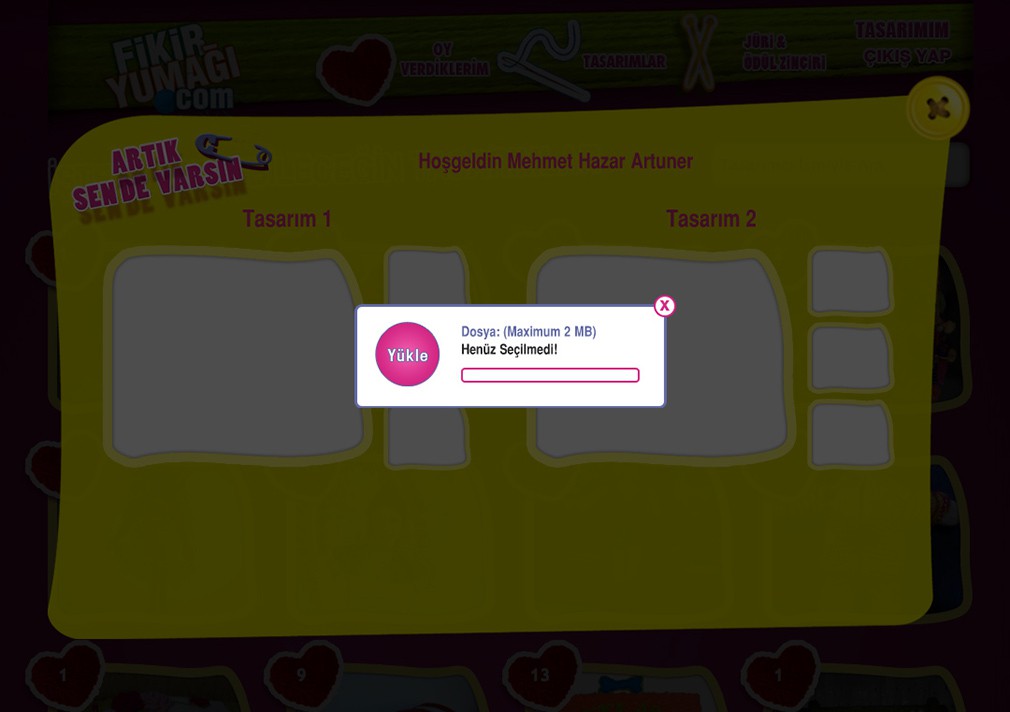 FİKİR
YUMAĞI
.com
OY
VERDİKLERİM
TASARIMLAR
JÜRİ &
ÖDÜL ZİNCİRİ
TASARIMIM
ÇIKIŞ YAP
ARTIK
SEN DE VARSIN
Hoşgeldin Mehmet Hazar Artuner
Tasarım 1
Tasarım 2
X
Yükle
Dosya: (Maximum 2 MB)
Henüz Seçilmedi!
1
9
13
1